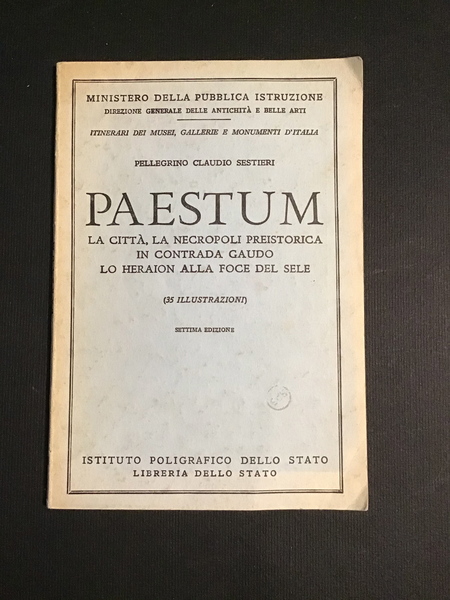 MINISTERO DELLA PUBBLICA ISTRUZIONE
DIREZIONE GENERALE DELLE ANTICHITÀ E BELLE ARTI
ITINERARI DEI MUSEI, GALLERIE E MONUMENTI D'ITALIA
PELLEGRINO CLAUDIO SESTIERI
PAESTUM
LA CITTÀ, LA NECROPOLI PREISTORICA
IN CONTRADA GAUDO
LO HERAION ALLA FOCE DEL SELE
(35 ILLUSTRAZIONI)
SETTIMA EDIZIONE
ISTITUTO POLIGRAFICO DELLO STATO
LIBRERIA DELLO STATO